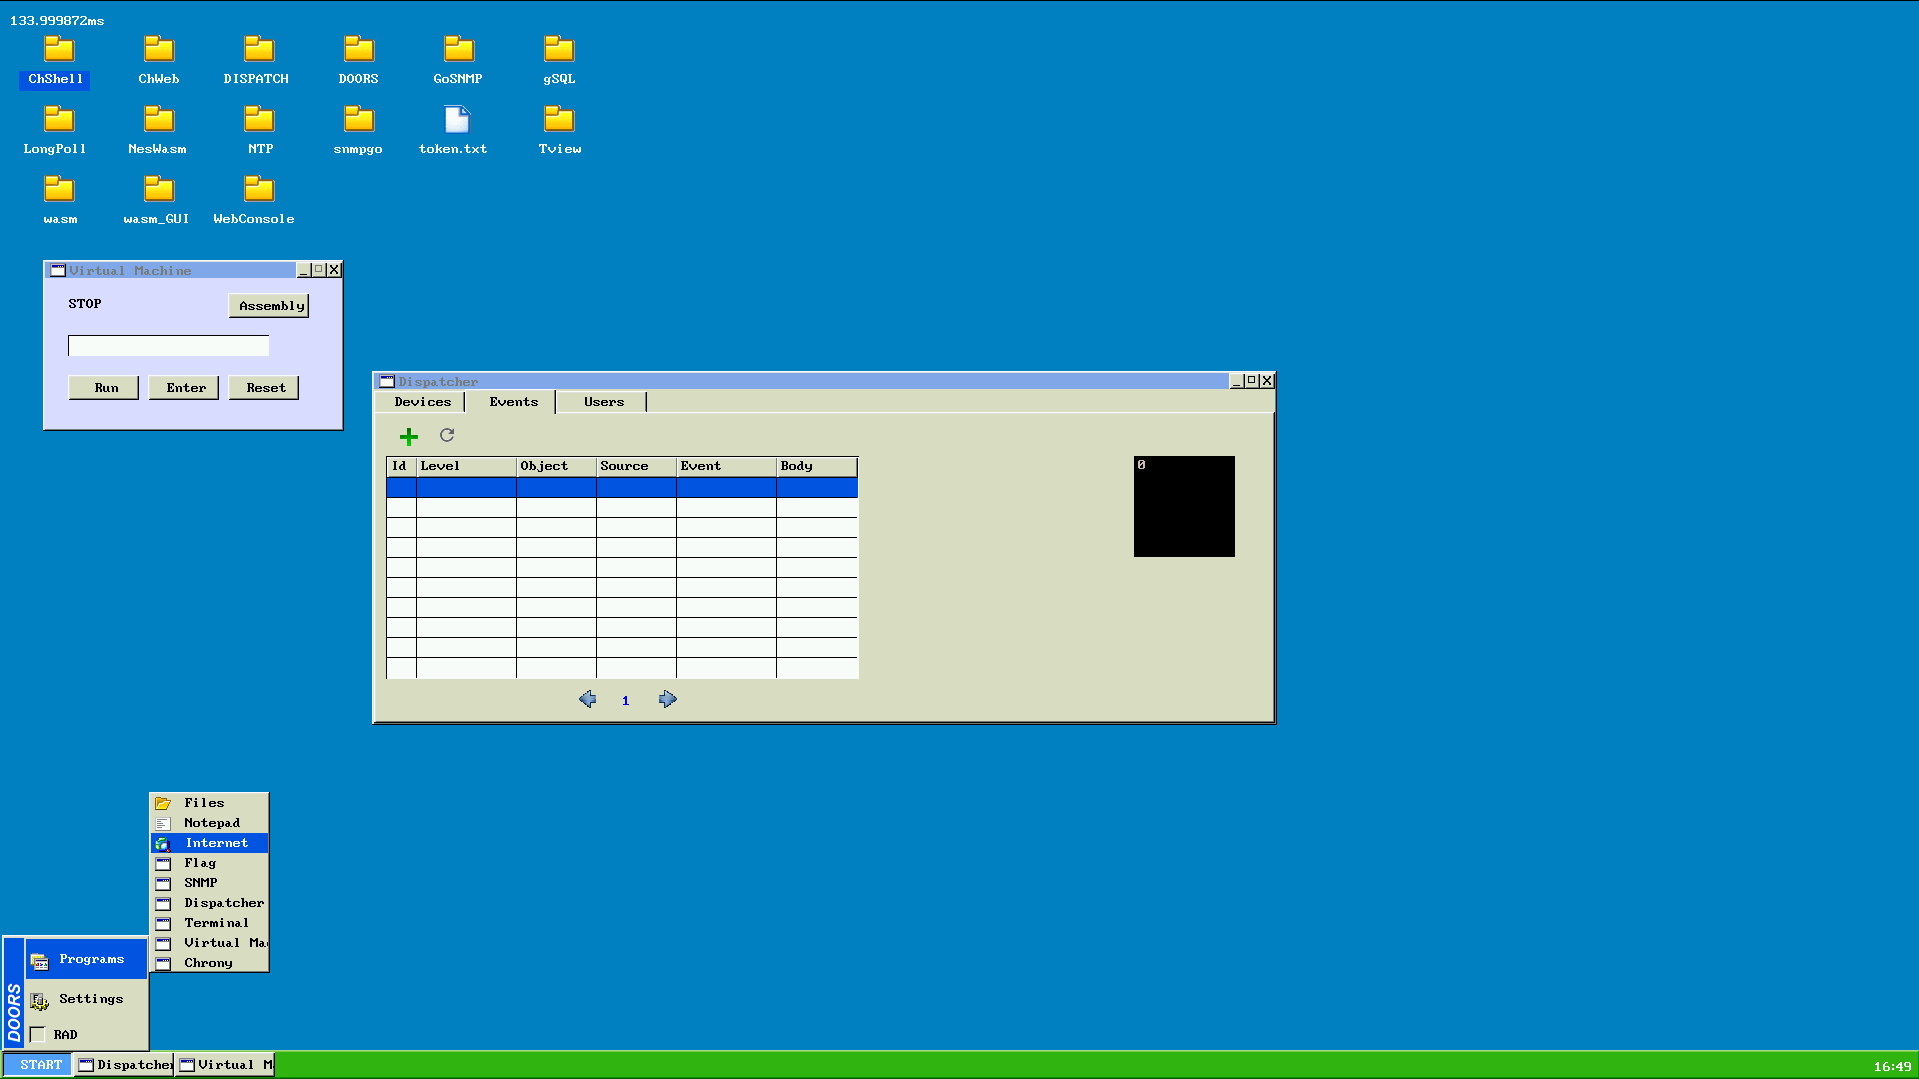 133.999872ms
ChShell ChWeb DISPATCH DOORS GoSNMP gSQL
LongPoll NesWasm NTP snmpgo token.txt Tview
wasm wasm_GUI WebConsole
Virtual Machine
STOP Assembly
Run Enter Reset
Dispatcher
Devices Events Users
Id Level Object Source Event Body
0
1
Files
Notepad
Internet
Flag
SNMP
Dispatcher
Terminal
Virtual Ma
Chrony
DOORS
Programs
Settings
RAD
START Dispatcher Virtual M 16:49